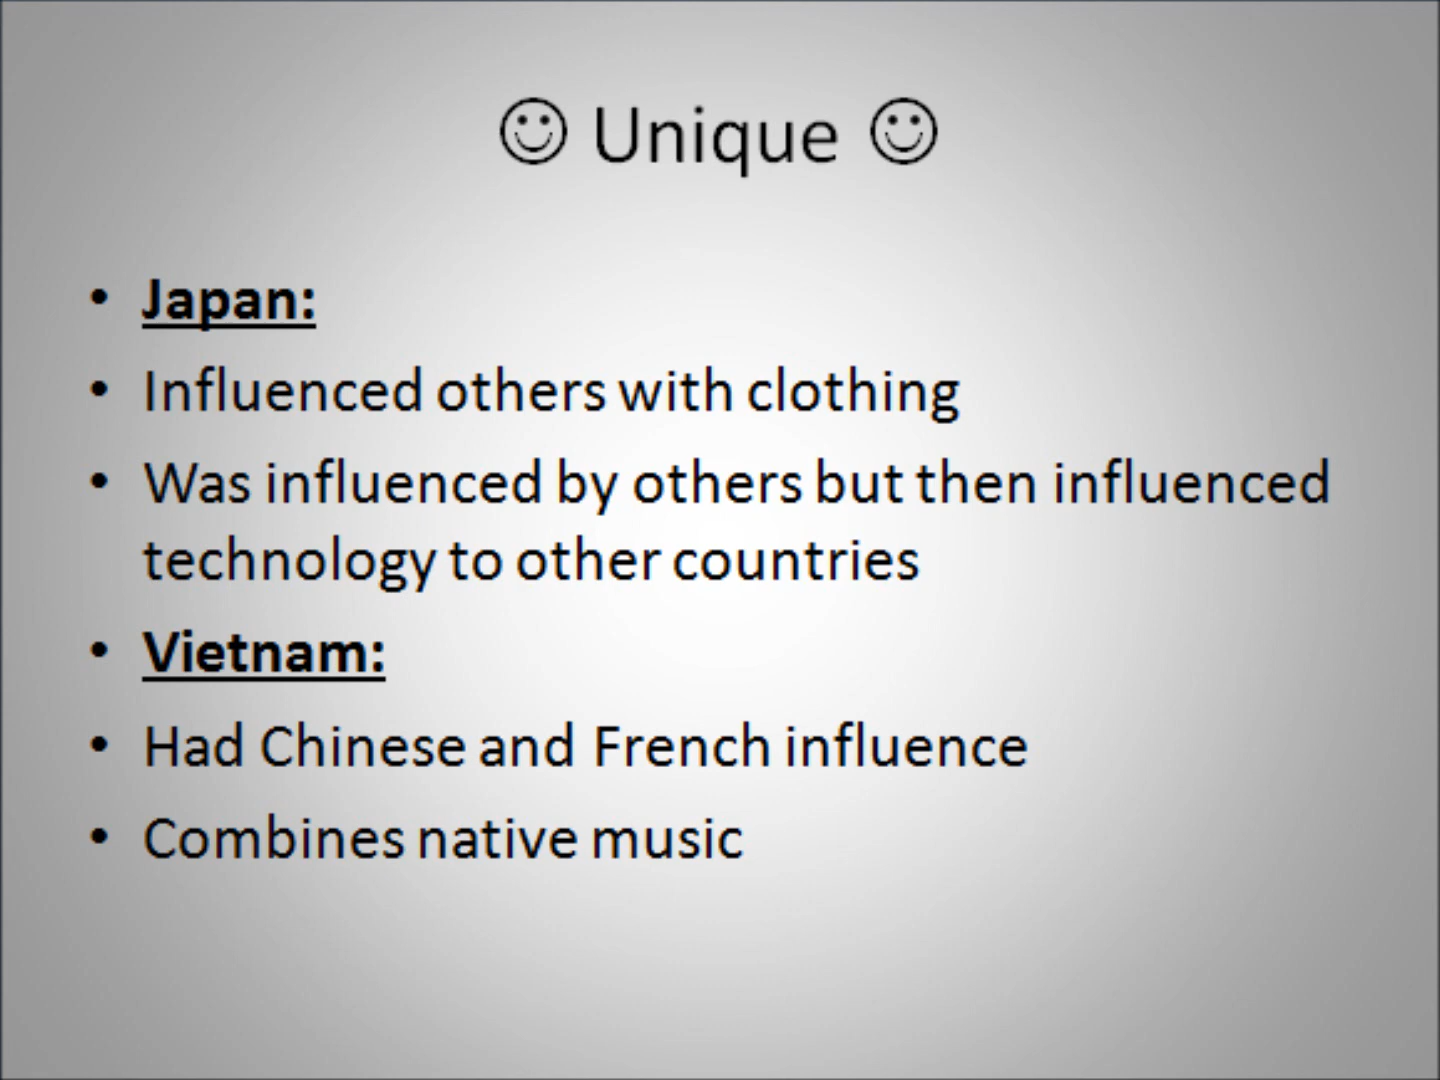 ☺ Unique ☺
• Japan:
• Influenced others with clothing
• Was influenced by others but then influenced
technology to other countries
• Vietnam:
• Had Chinese and French influence
• Combines native music